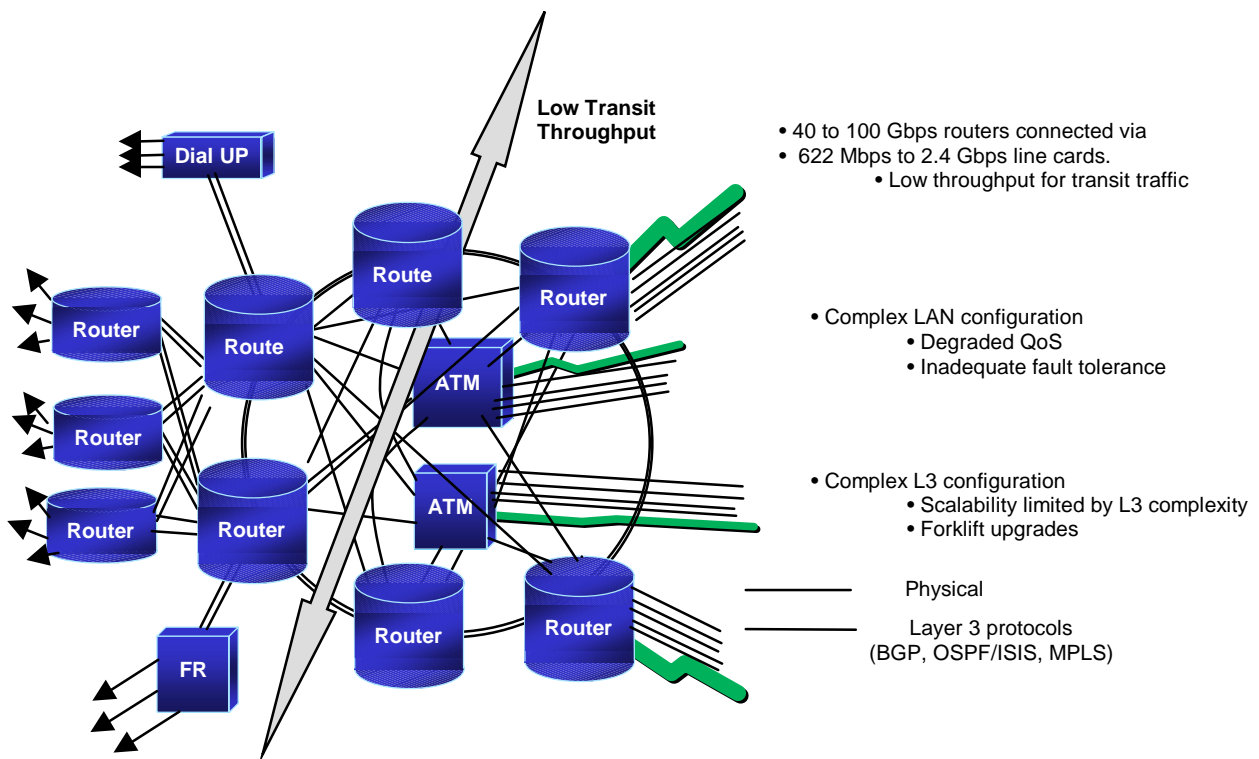 Low Transit
Throughput
Dial UP
Route
Router
Router
Route
ATM
Router
Router
ATM
Router
Router
Router
Router
FR
• 40 to 100 Gbps routers connected via
• 622 Mbps to 2.4 Gbps line cards.
• Low throughput for transit traffic
• Complex LAN configuration
• Degraded QoS
• Inadequate fault tolerance
• Complex L3 configuration
• Scalability limited by L3 complexity
• Forklift upgrades
Physical
Layer 3 protocols
(BGP, OSPF/ISIS, MPLS)